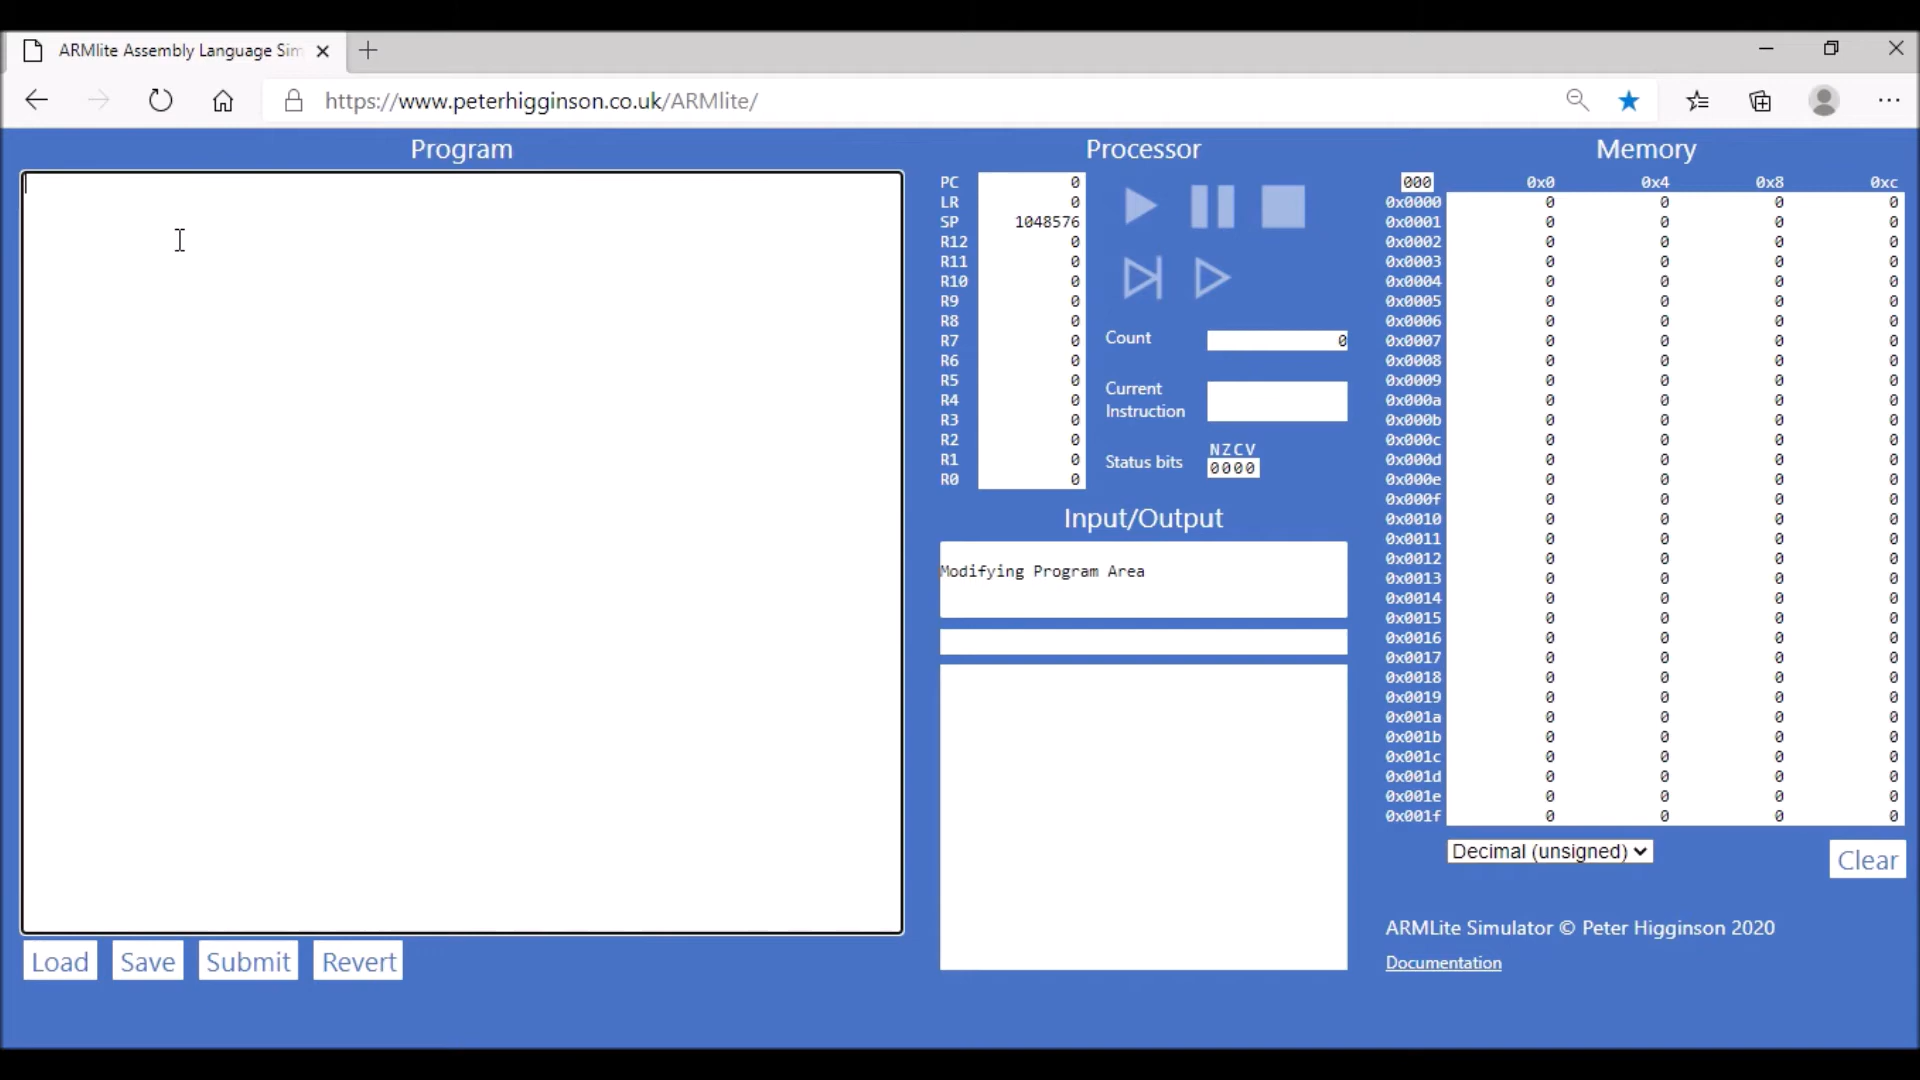 ARMlite Assembly Language Sim
https://www.peterhigginson.co.uk/ARMlite/
Program
Load Save Submit Revert
Processor
PC 0
LR 0
SP 1048576
R12 0
R11 0
R10 0
R9 0
R8 0
R7 0
R6 0
R5 0
R4 0
R3 0
R2 0
R1 0
R0 0
Count 0
Current
Instruction
NZCV
Status bits 0000
Input/Output
Modifying Program Area
Memory
000 0x0 0x4 0x8 0xc
0x0000 0 0 0 0
0x0001 0 0 0 0
0x0002 0 0 0 0
0x0003 0 0 0 0
0x0004 0 0 0 0
0x0005 0 0 0 0
0x0006 0 0 0 0
0x0007 0 0 0 0
0x0008 0 0 0 0
0x0009 0 0 0 0
0x000a 0 0 0 0
0x000b 0 0 0 0
0x000c 0 0 0 0
0x000d 0 0 0 0
0x000e 0 0 0 0
0x000f 0 0 0 0
0x0010 0 0 0 0
0x0011 0 0 0 0
0x0012 0 0 0 0
0x0013 0 0 0 0
0x0014 0 0 0 0
0x0015 0 0 0 0
0x0016 0 0 0 0
0x0017 0 0 0 0
0x0018 0 0 0 0
0x0019 0 0 0 0
0x001a 0 0 0 0
0x001b 0 0 0 0
0x001c 0 0 0 0
0x001d 0 0 0 0
0x001e 0 0 0 0
0x001f 0 0 0 0
Decimal (unsigned)
Clear
ARMLite Simulator © Peter Higginson 2020
Documentation